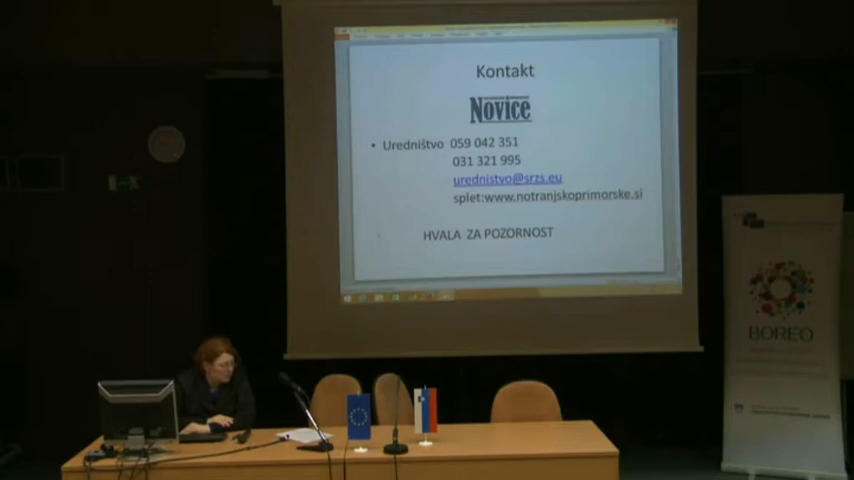 Kontakt
Novice
• Uredništvo 059 042 351
031 321 995
urednistvo@srzs.eu
splet:www.notranjskoprimorske.si
HVALA ZA POZORNOST
BOREO